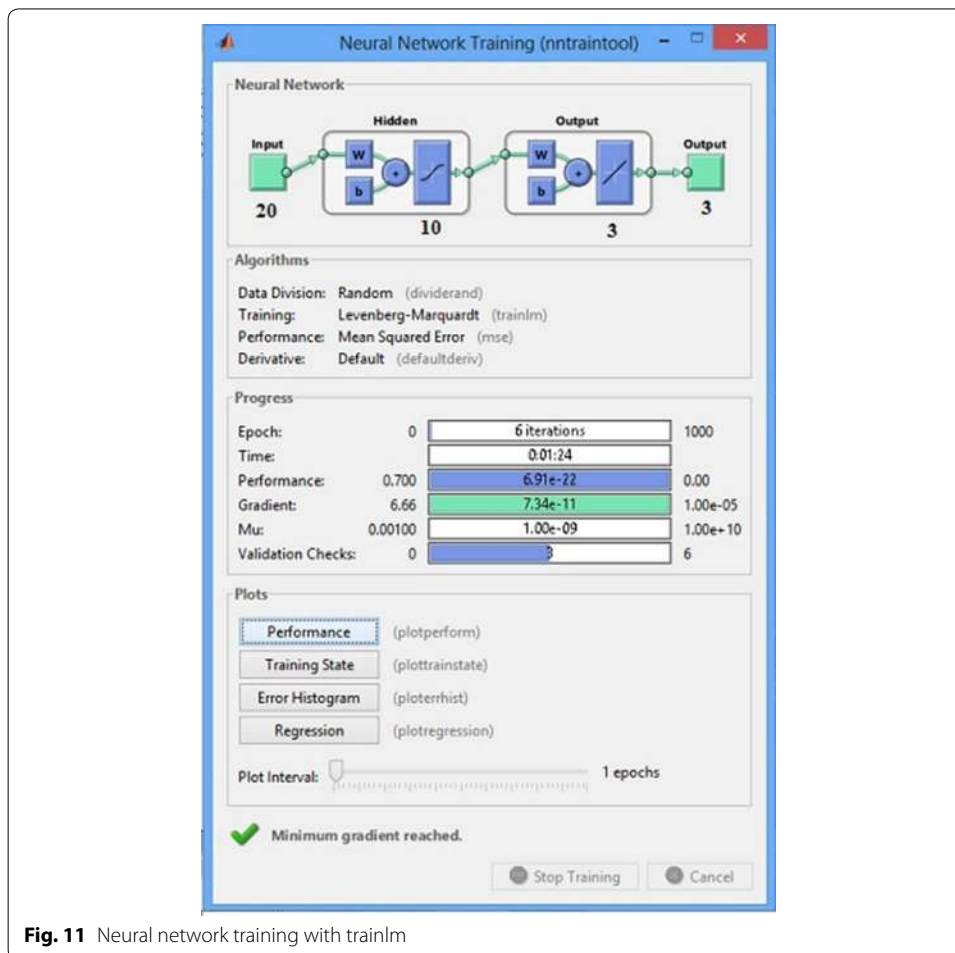 Neural Network Training (nntraintool)
Neural Network
Hidden
Output
Input
Output
W
b
+
W
b
+
20
10
3
3
Algorithms
Data Division: Random (dividerand)
Training: Levenberg-Marquardt (trainlm)
Performance: Mean Squared Error (mse)
Derivative: Default (defaultderiv)
Progress
Epoch: 0 6 iterations 1000
Time: 0:01:24
Performance: 0.700 6.91e-22 0.00
Gradient: 6.66 7.34e-11 1.00e-05
Mu: 0.00100 1.00e-09 1.00e+10
Validation Checks: 0 3 6
Plots
Performance (plotperform)
Training State (plottrainstate)
Error Histogram (ploterrhist)
Regression (plotregression)
Plot Interval: 1 epochs
Minimum gradient reached.
Stop Training Cancel
Fig. 11 Neural network training with trainlm